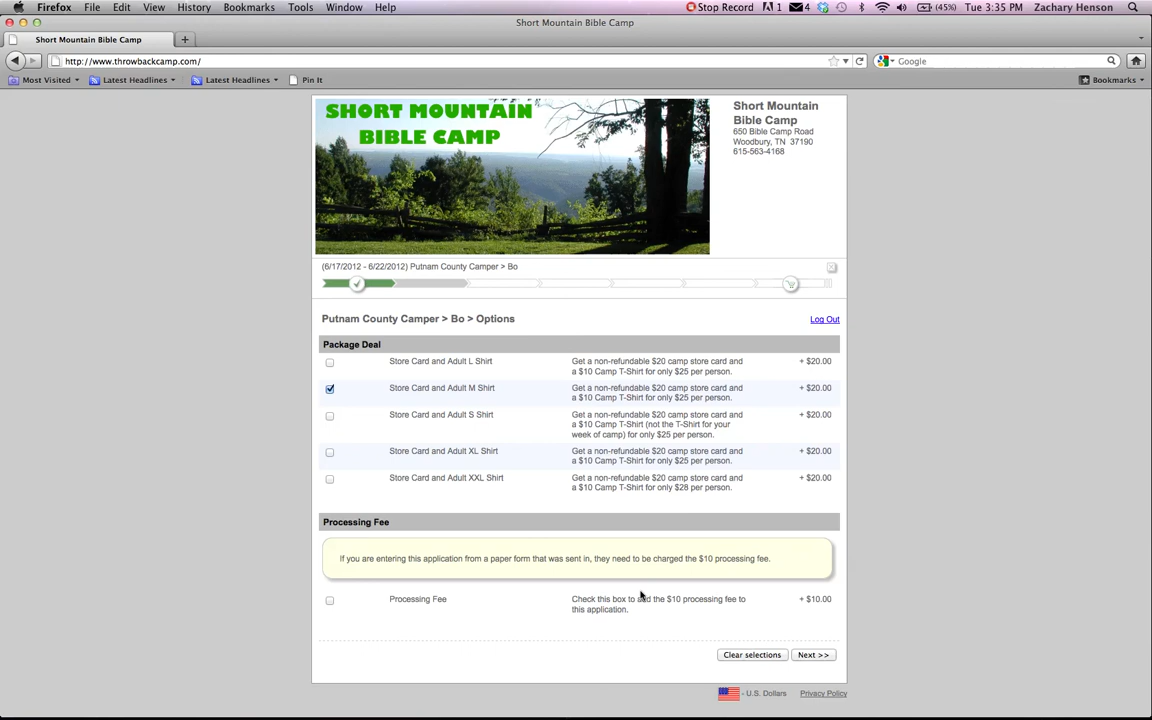 Firefox File Edit View History Bookmarks Tools Window Help Stop Record 1 4 (45%) Tue 3:35 PM Zachary Henson
Short Mountain Bible Camp
Short Mountain Bible Camp
http://www.throwbackcamp.com/ Google
Most Visited Latest Headlines Latest Headlines Pin It Bookmarks
SHORT MOUNTAIN
BIBLE CAMP
Short Mountain
Bible Camp
650 Bible Camp Road
Woodbury, TN 37190
615-563-4168
(6/17/2012 - 6/22/2012) Putnam County Camper > Bo
Putnam County Camper > Bo > Options Log Out
Package Deal
Store Card and Adult L Shirt Get a non-refundable $20 camp store card and + $20.00
a $10 Camp T-Shirt for only $25 per person.
Store Card and Adult M Shirt Get a non-refundable $20 camp store card and + $20.00
a $10 Camp T-Shirt for only $25 per person.
Store Card and Adult S Shirt Get a non-refundable $20 camp store card and + $20.00
a $10 Camp T-Shirt (not the T-Shirt for your
week of camp) for only $25 per person.
Store Card and Adult XL Shirt Get a non-refundable $20 camp store card and + $20.00
a $10 Camp T-Shirt for only $25 per person.
Store Card and Adult XXL Shirt Get a non-refundable $20 camp store card and + $20.00
a $10 Camp T-Shirt for only $28 per person.
Processing Fee
If you are entering this application from a paper form that was sent in, they need to be charged the $10 processing fee.
Processing Fee Check this box to add the $10 processing fee to + $10.00
this application.
Clear selections Next >>
- U.S. Dollars Privacy Policy